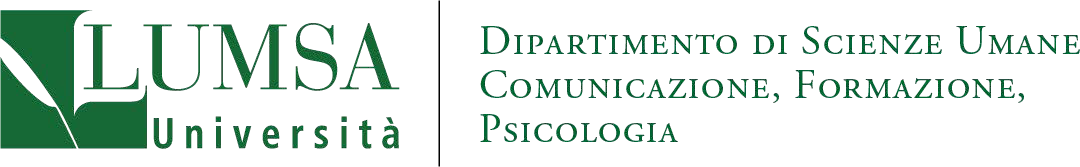 LUMSA
Università
Dipartimento di Scienze Umane
Comunicazione, Formazione,
Psicologia